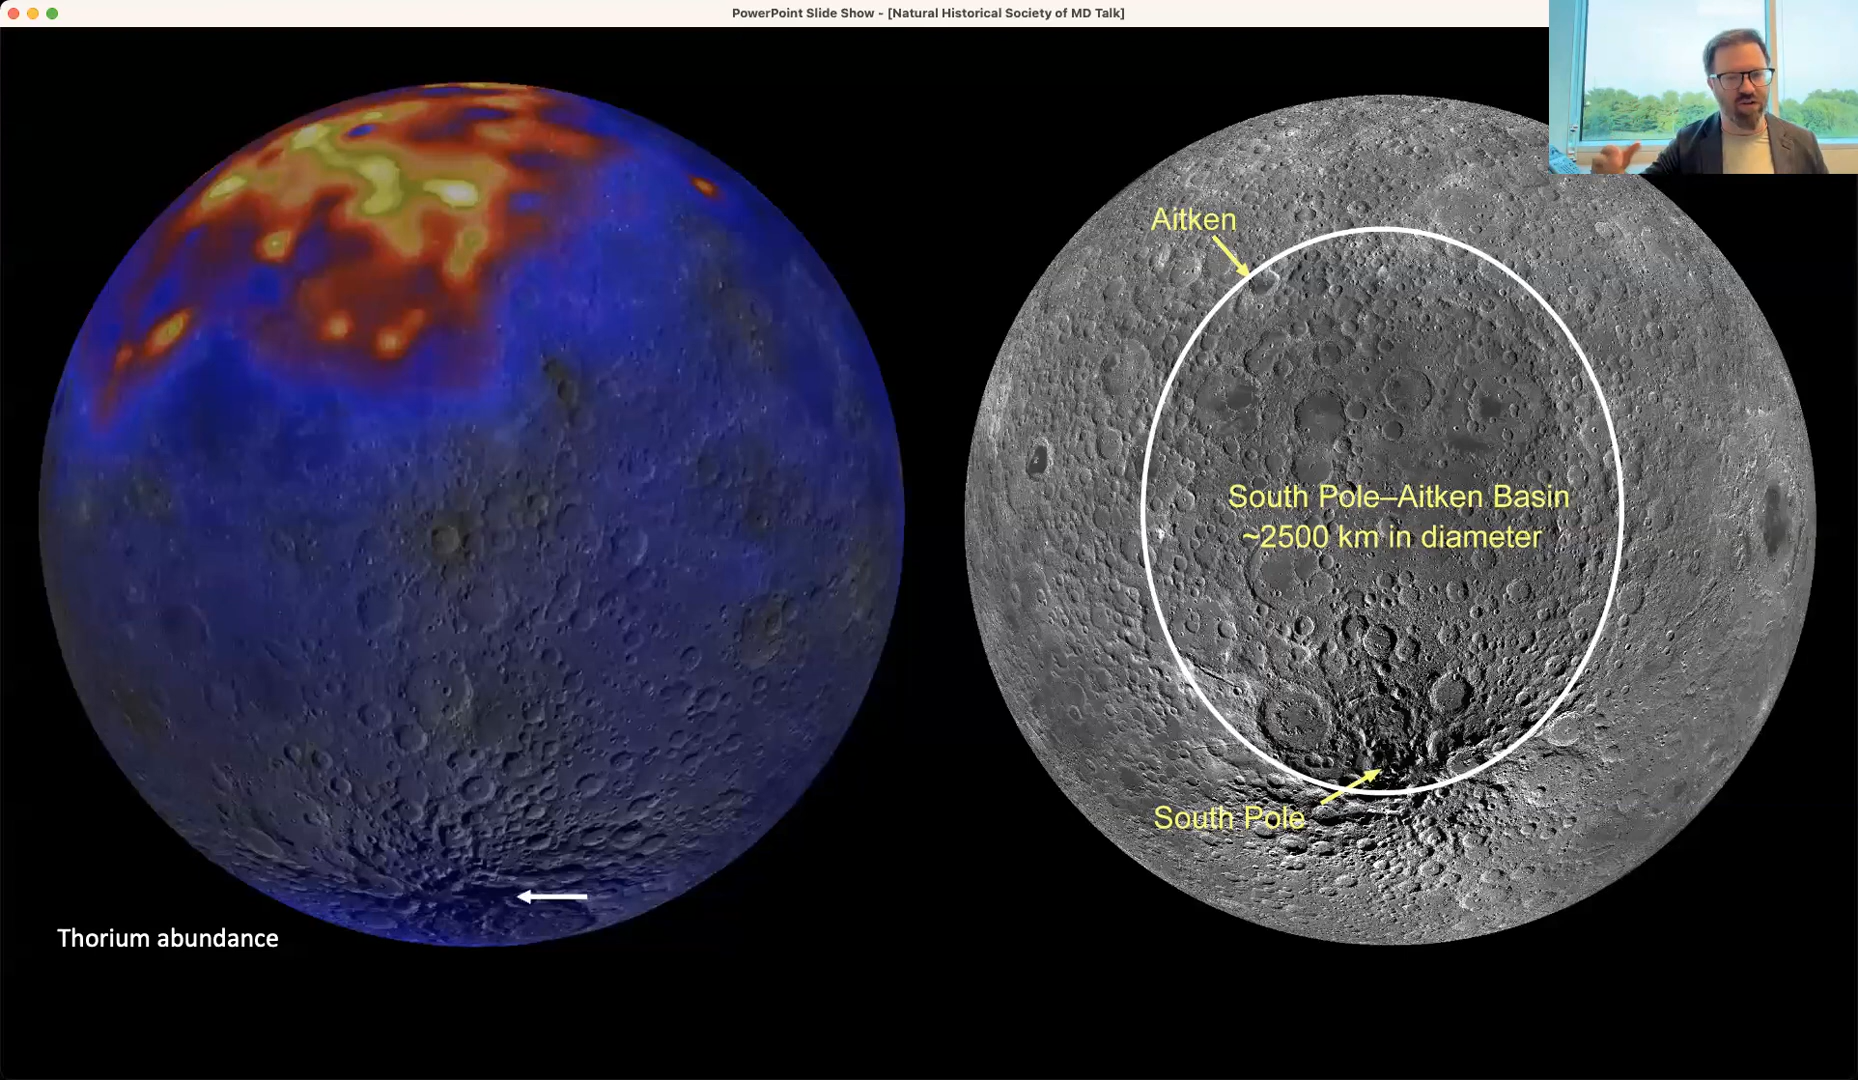 PowerPoint Slide Show - [Natural Historical Society of MD Talk]
Aitken
South Pole–Aitken Basin
~2500 km in diameter
South Pole
Thorium abundance